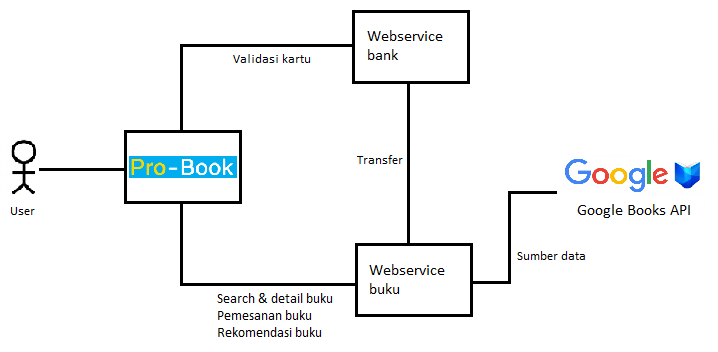 Webservice
bank
Validasi kartu
Pro-Book
User
Transfer
Google
Google Books API
Webservice
buku
Sumber data
Search & detail buku
Pemesanan buku
Rekomendasi buku